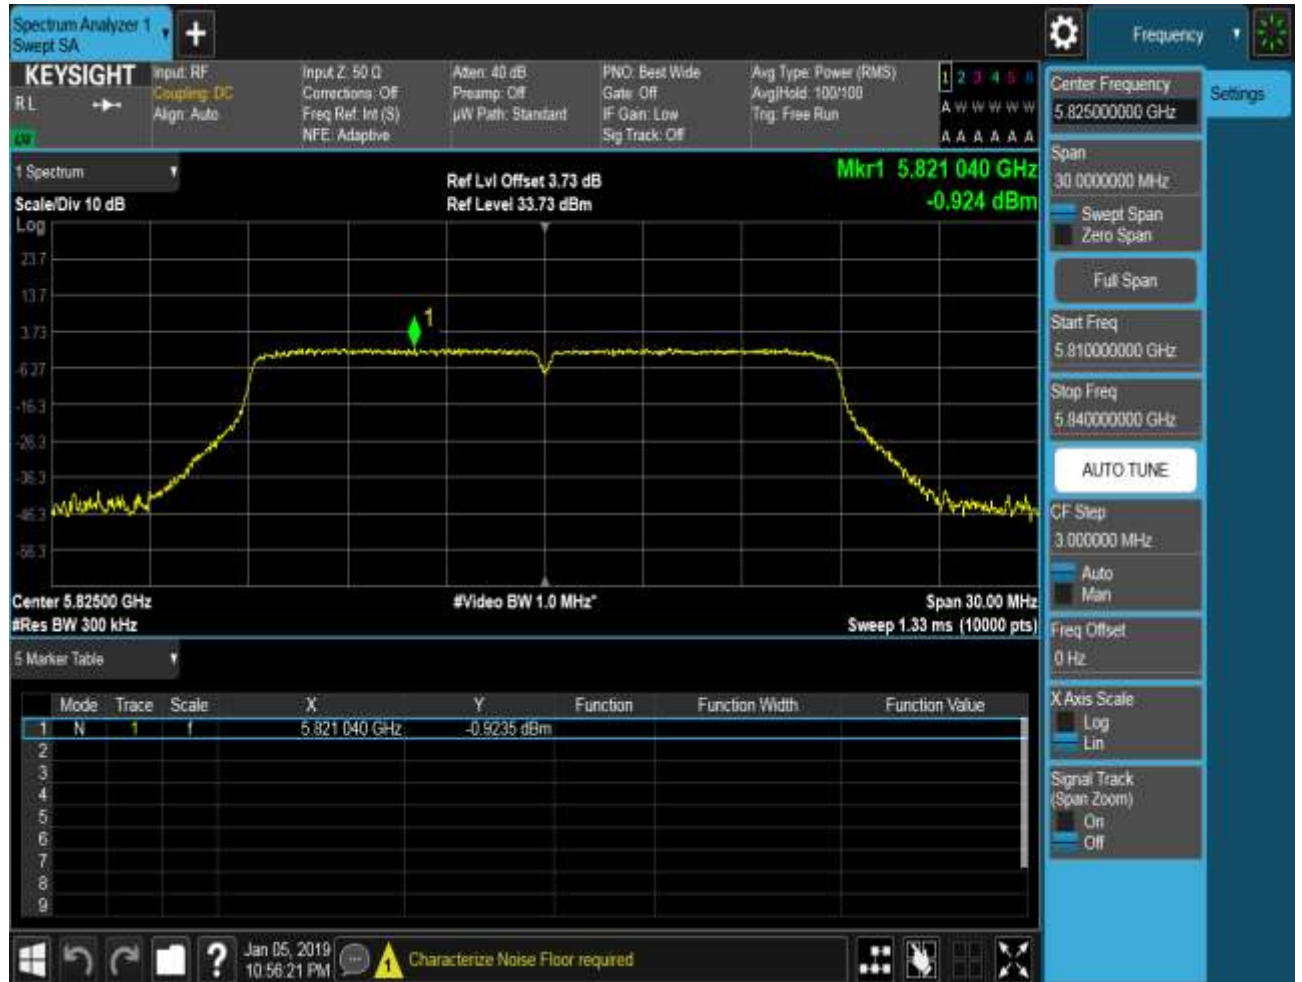 Spectrum Analyzer 1
Swept SA
Frequency
KEYSIGHT
R L
Input: RF
Coupling: DC
Align: Auto
Input Z: 50 Ω
Corrections: Off
Freq Ref: Int (S)
NFE: Adaptive
Atten: 40 dB
Preamp: Off
µW Path: Standard
PNO: Best Wide
Gate: Off
IF Gain: Low
Sig Track: Off
Avg Type: Power (RMS)
Avg|Hold: 100/100
Trig: Free Run
1 2 3 4 5 6
A W W W W W
A A A A A A
1 Spectrum
Scale/Div 10 dB
Ref Lvl Offset 3.73 dB
Ref Level 33.73 dBm
Mkr1 5.821 040 GHz
-0.924 dBm
Log
23.7
13.7
3.73
-6.27
-16.3
-26.3
-36.3
-46.3
-56.3
1
Center 5.82500 GHz
#Res BW 300 kHz
#Video BW 1.0 MHz*
Span 30.00 MHz
Sweep 1.33 ms (10000 pts)
5 Marker Table
Mode Trace Scale X Y Function Function Width Function Value
1 N 1 f 5.821 040 GHz -0.9235 dBm
2
3
4
5
6
7
8
9
Center Frequency
5.825000000 GHz
Settings
Span
30.0000000 MHz
Swept Span
Zero Span
Full Span
Start Freq
5.810000000 GHz
Stop Freq
5.840000000 GHz
AUTO TUNE
CF Step
3.000000 MHz
Auto
Man
Freq Offset
0 Hz
X Axis Scale
Log
Lin
Signal Track
(Span Zoom)
On
Off
? Jan 05, 2019
10:56:21 PM
1
Characterize Noise Floor required